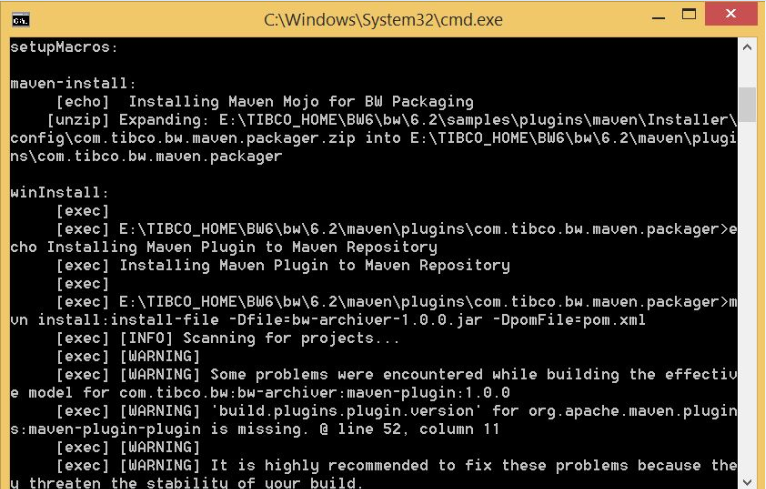 C:\Windows\System32\cmd.exe
setupMacros:
maven-install:
[echo]  Installing Maven Mojo for BW Packaging
[unzip] Expanding: E:\TIBCO_HOME\BW6\bw\6.2\samples\plugins\maven\Installer\
config\com.tibco.bw.maven.packager.zip into E:\TIBCO_HOME\BW6\bw\6.2\maven\plugi
ns\com.tibco.bw.maven.packager
winInstall:
[exec]
[exec] E:\TIBCO_HOME\BW6\bw\6.2\maven\plugins\com.tibco.bw.maven.packager>e
cho Installing Maven Plugin to Maven Repository
[exec] Installing Maven Plugin to Maven Repository
[exec]
[exec] E:\TIBCO_HOME\BW6\bw\6.2\maven\plugins\com.tibco.bw.maven.packager>m
vn install:install-file -Dfile=bw-archiver-1.0.0.jar -DpomFile=pom.xml
[exec] [INFO] Scanning for projects...
[exec] [WARNING]
[exec] [WARNING] Some problems were encountered while building the effectiv
e model for com.tibco.bw:bw-archiver:maven-plugin:1.0.0
[exec] [WARNING] 'build.plugins.plugin.version' for org.apache.maven.plugin
s:maven-plugin-plugin is missing. @ line 52, column 11
[exec] [WARNING]
[exec] [WARNING] It is highly recommended to fix these problems because the
y threaten the stability of your build.